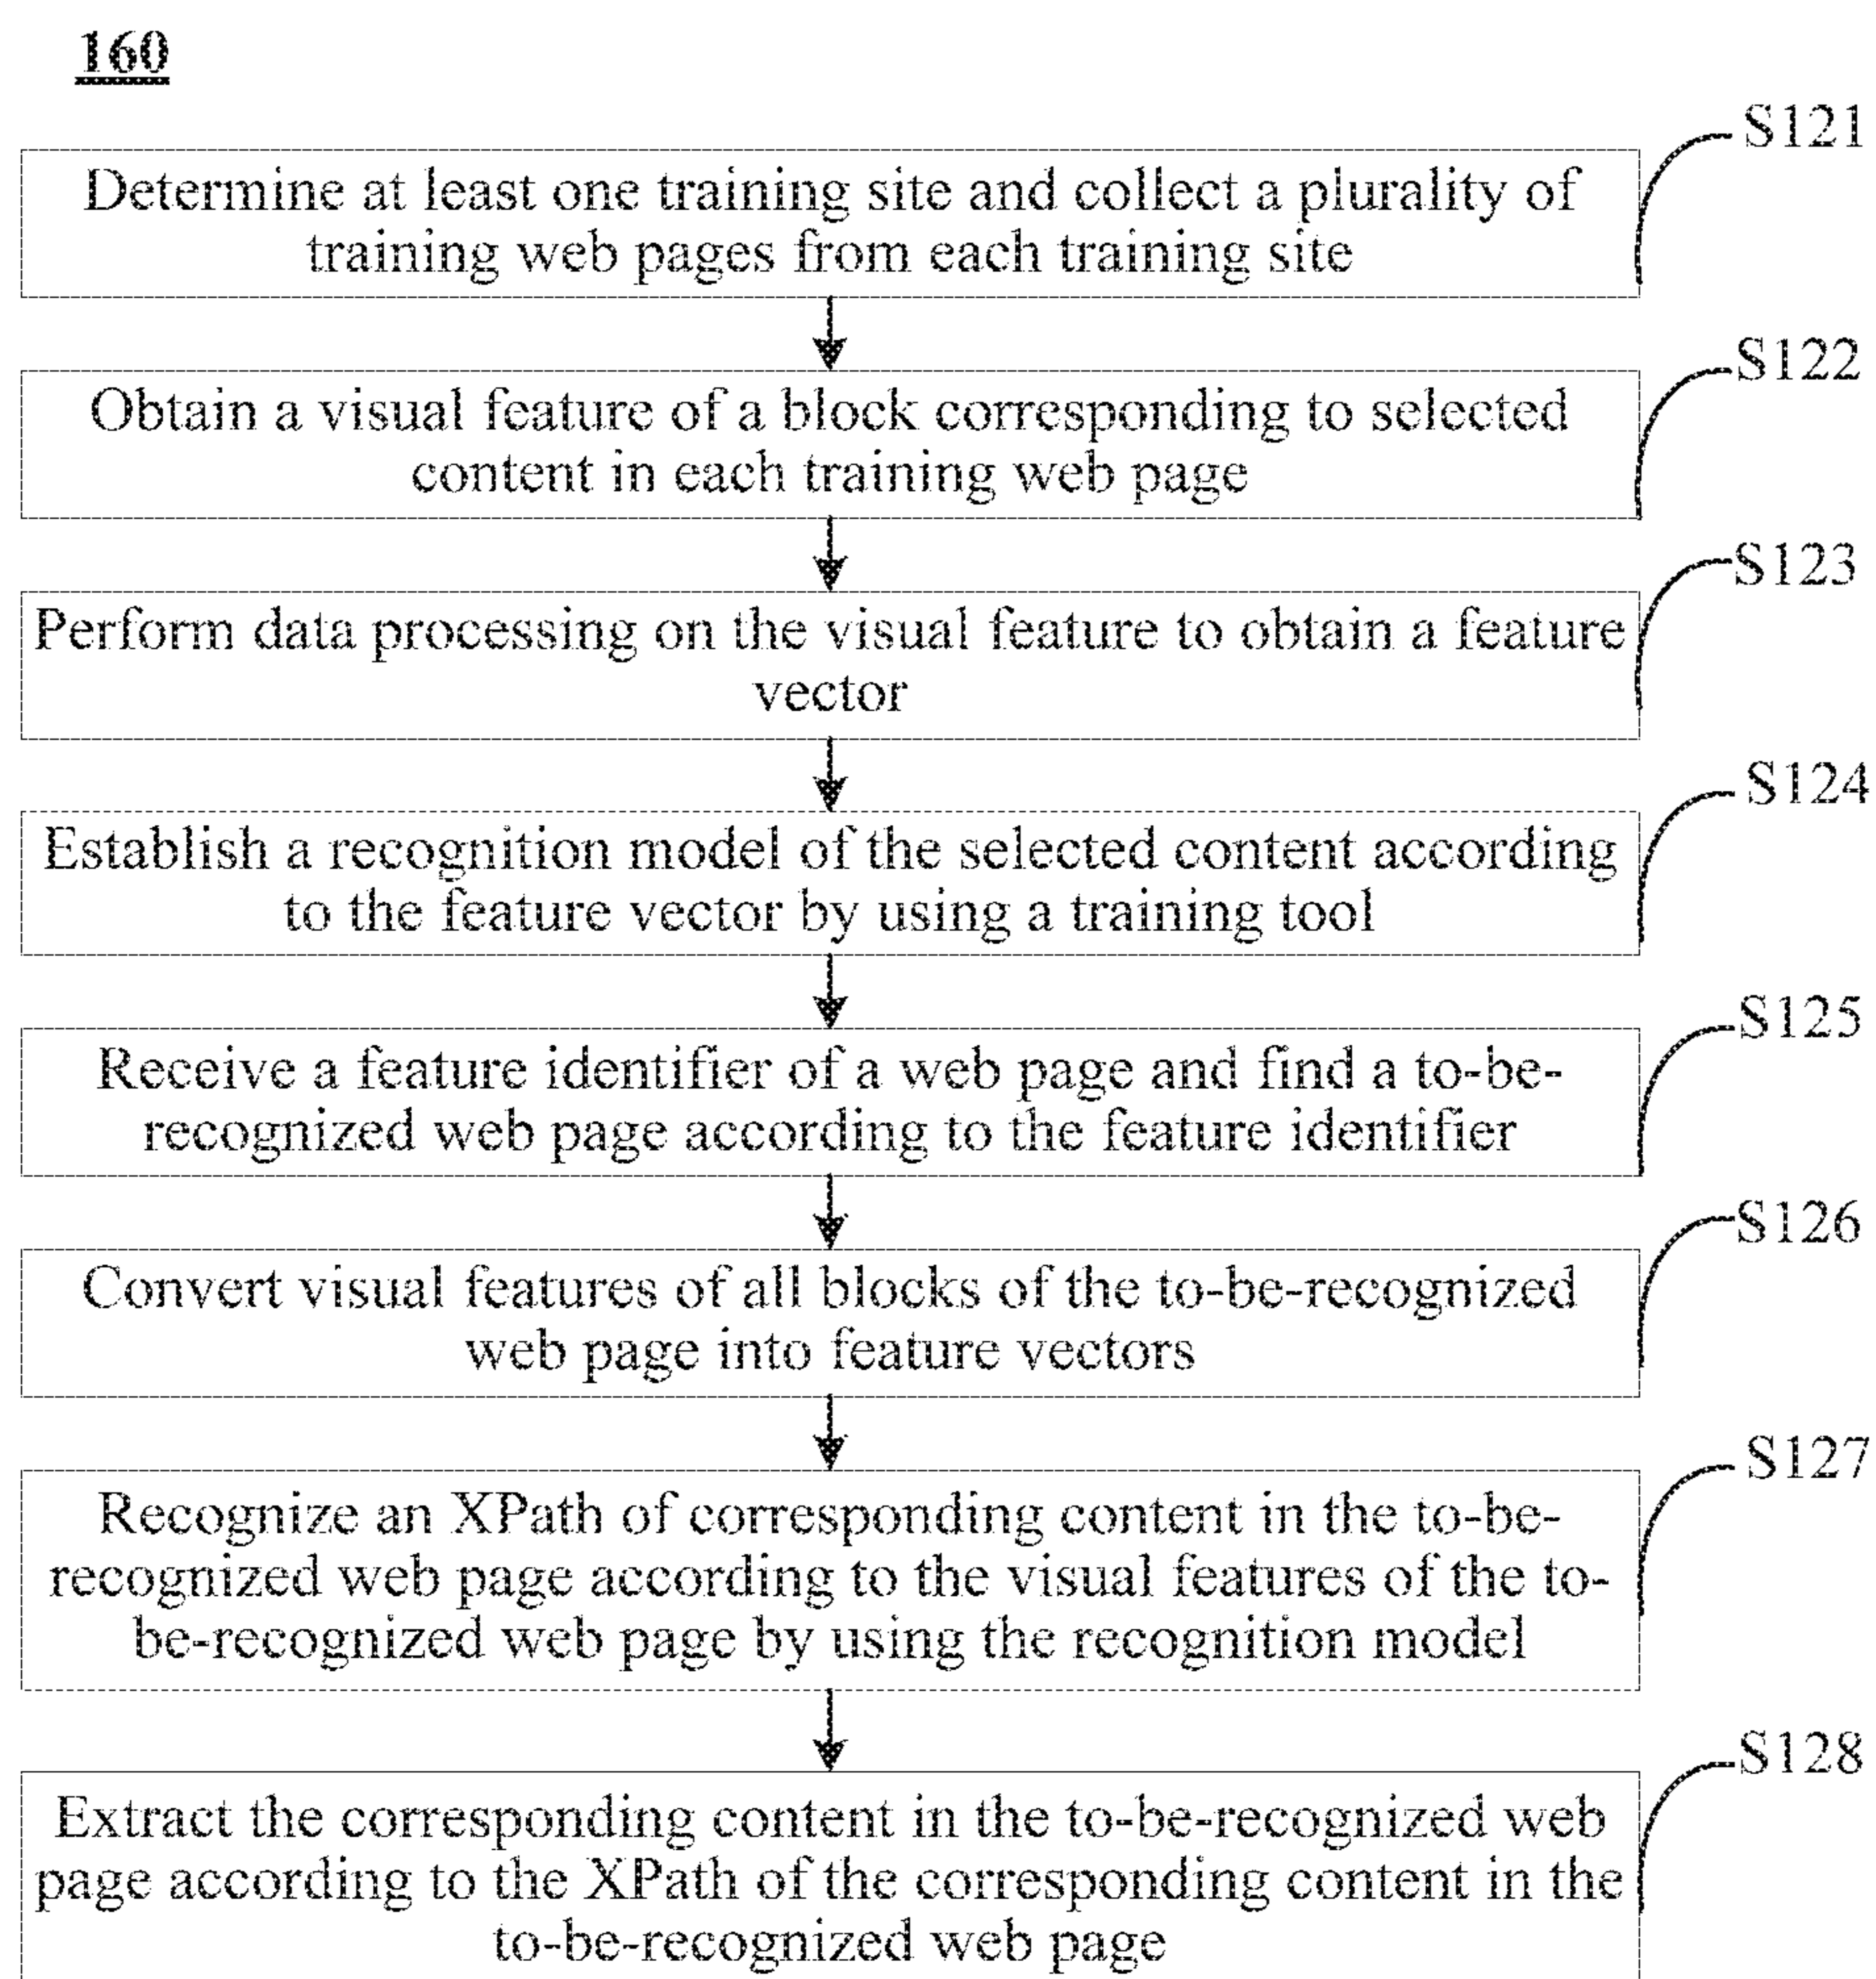 160
S121
Determine at least one training site and collect a plurality of
training web pages from each training site
S122
Obtain a visual feature of a block corresponding to selected
content in each training web page
S123
Perform data processing on the visual feature to obtain a feature
vector
S124
Establish a recognition model of the selected content according
to the feature vector by using a training tool
S125
Receive a feature identifier of a web page and find a to-be-
recognized web page according to the feature identifier
S126
Convert visual features of all blocks of the to-be-recognized
web page into feature vectors
S127
Recognize an XPath of corresponding content in the to-be-
recognized web page according to the visual features of the to-
be-recognized web page by using the recognition model
S128
Extract the corresponding content in the to-be-recognized web
page according to the XPath of the corresponding content in the
to-be-recognized web page